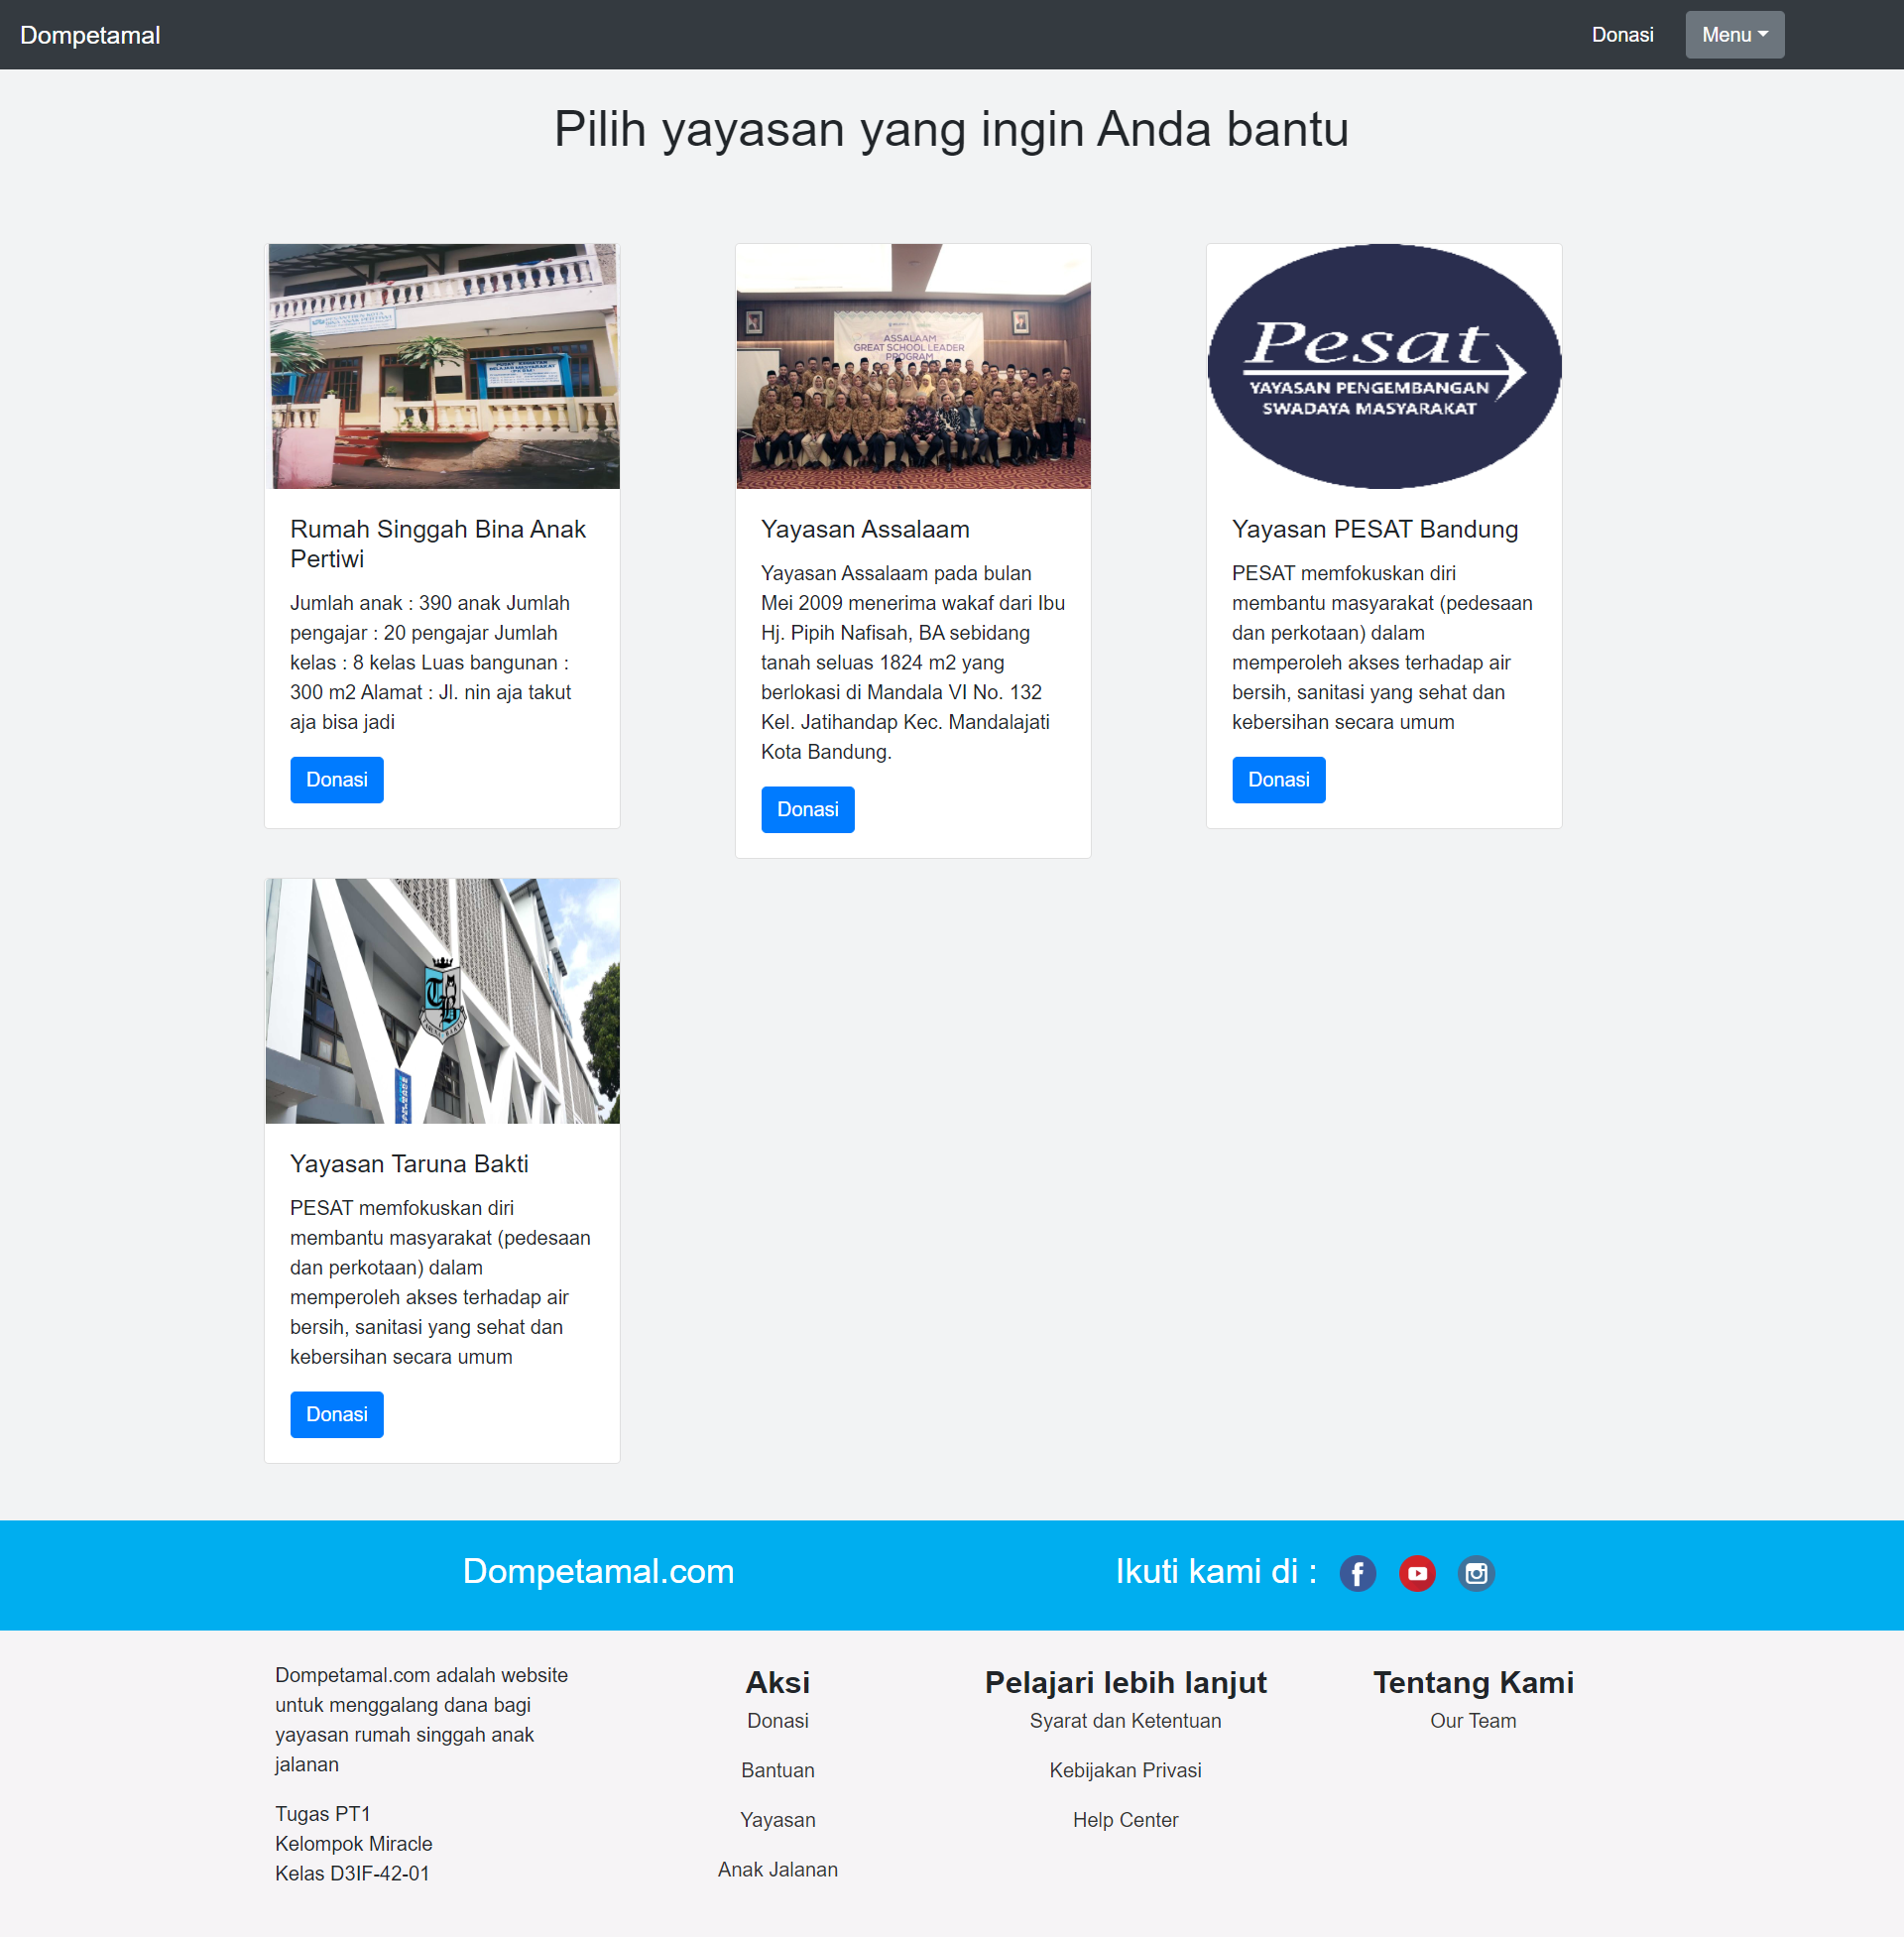 Dompetamal
Donasi
Menu
Pilih yayasan yang ingin Anda bantu
BINA ANAK PERTIWI
BELAJAR MASYARAKAT
ASSALAAM
GREAT SCHOOL LEADER
PROGRAM
Pesat
YAYASAN PENGEMBANGAN
SWADAYA MASYARAKAT
Rumah Singgah Bina Anak
Pertiwi
Jumlah anak : 390 anak Jumlah
pengajar : 20 pengajar Jumlah
kelas : 8 kelas Luas bangunan :
300 m2 Alamat : Jl. nin aja takut
aja bisa jadi
Donasi
Yayasan Assalaam
Yayasan Assalaam pada bulan
Mei 2009 menerima wakaf dari Ibu
Hj. Pipih Nafisah, BA sebidang
tanah seluas 1824 m2 yang
berlokasi di Mandala VI No. 132
Kel. Jatihandap Kec. Mandalajati
Kota Bandung.
Donasi
Yayasan PESAT Bandung
PESAT memfokuskan diri
membantu masyarakat (pedesaan
dan perkotaan) dalam
memperoleh akses terhadap air
bersih, sanitasi yang sehat dan
kebersihan secara umum
Donasi
TARUNA BAKTI
Yayasan Taruna Bakti
PESAT memfokuskan diri
membantu masyarakat (pedesaan
dan perkotaan) dalam
memperoleh akses terhadap air
bersih, sanitasi yang sehat dan
kebersihan secara umum
Donasi
Dompetamal.com
Ikuti kami di :
Dompetamal.com adalah website
untuk menggalang dana bagi
yayasan rumah singgah anak
jalanan
Tugas PT1
Kelompok Miracle
Kelas D3IF-42-01
Aksi
Donasi
Bantuan
Yayasan
Anak Jalanan
Pelajari lebih lanjut
Syarat dan Ketentuan
Kebijakan Privasi
Help Center
Tentang Kami
Our Team